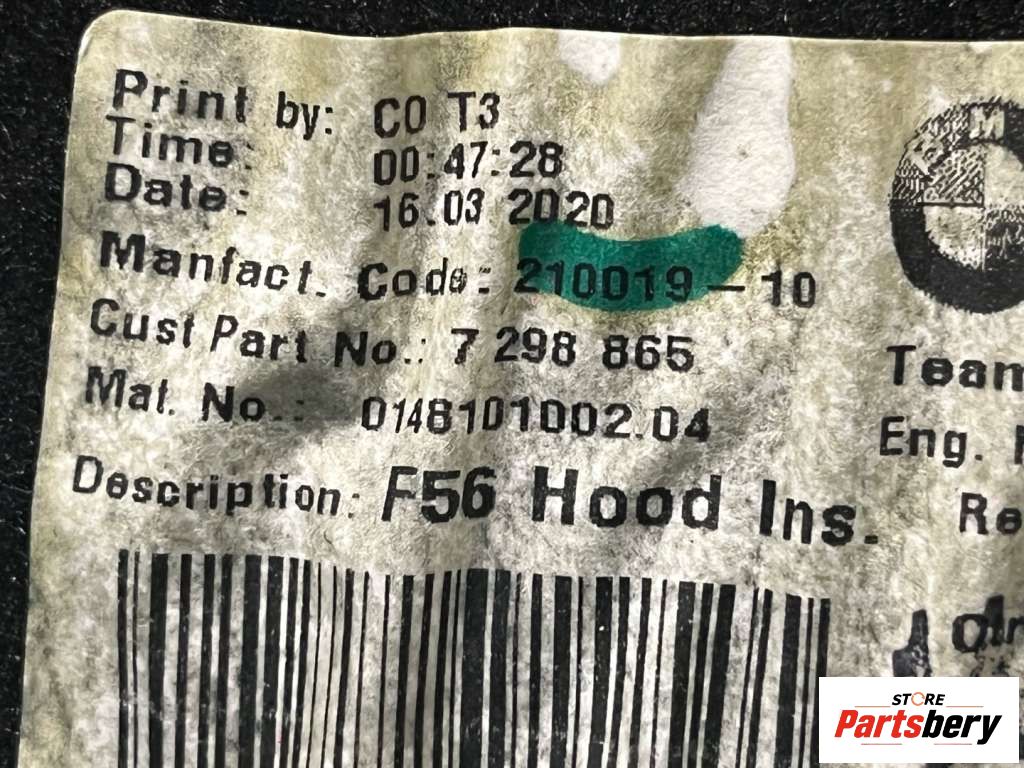 Print by: CO T3
Time: 00:47:28
Date: 16.03 2020
Manfact. Code: 210019-10
Cust Part No.: 7 298 865
Mat. No.: 0148101002.04
Description: F56 Hood Ins.
M
Team
Eng.
Re
STORE
Partsbery